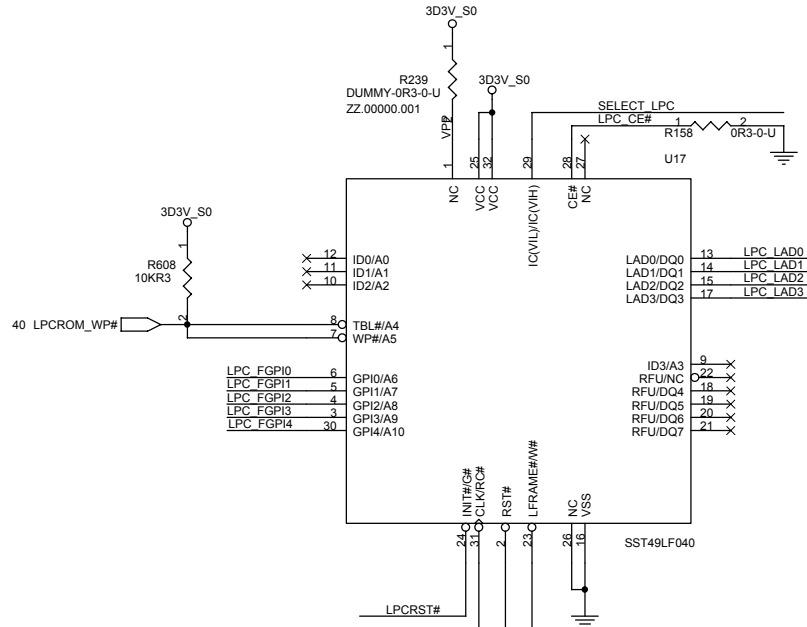 3D3V_S0
1
R239
DUMMY-0R3-0-U
ZZ.00000.001
3D3V_S0
VPP
2
SELECT_LPC
LPC_CE#
1
2
R158
0R3-0-U
U17
1
25
32
29
28
27
NC
VCC
VCC
IC(VIL)/IC(VIH)
CE#
NC
3D3V_S0
1
R608
10KR3
2
40 LPCROM_WP#
12
ID0/A0
11
ID1/A1
10
ID2/A2
8
TBL#/A4
7
WP#/A5
LPC_FGPI0
6
GPI0/A6
LPC_FGPI1
5
GPI1/A7
LPC_FGPI2
4
GPI2/A8
LPC_FGPI3
3
GPI3/A9
LPC_FGPI4
30
GPI4/A10
LAD0/DQ0
13
LPC_LAD0
LAD1/DQ1
14
LPC_LAD1
LAD2/DQ2
15
LPC_LAD2
LAD3/DQ3
17
LPC_LAD3
ID3/A3
9
RFU/NC
22
RFU/DQ4
18
RFU/DQ5
19
RFU/DQ6
20
RFU/DQ7
21
INIT#/G#
CLK/RC#
RST#
LFRAME#/W#
NC
VSS
24
31
2
23
26
16
SST49LF040
LPCRST#